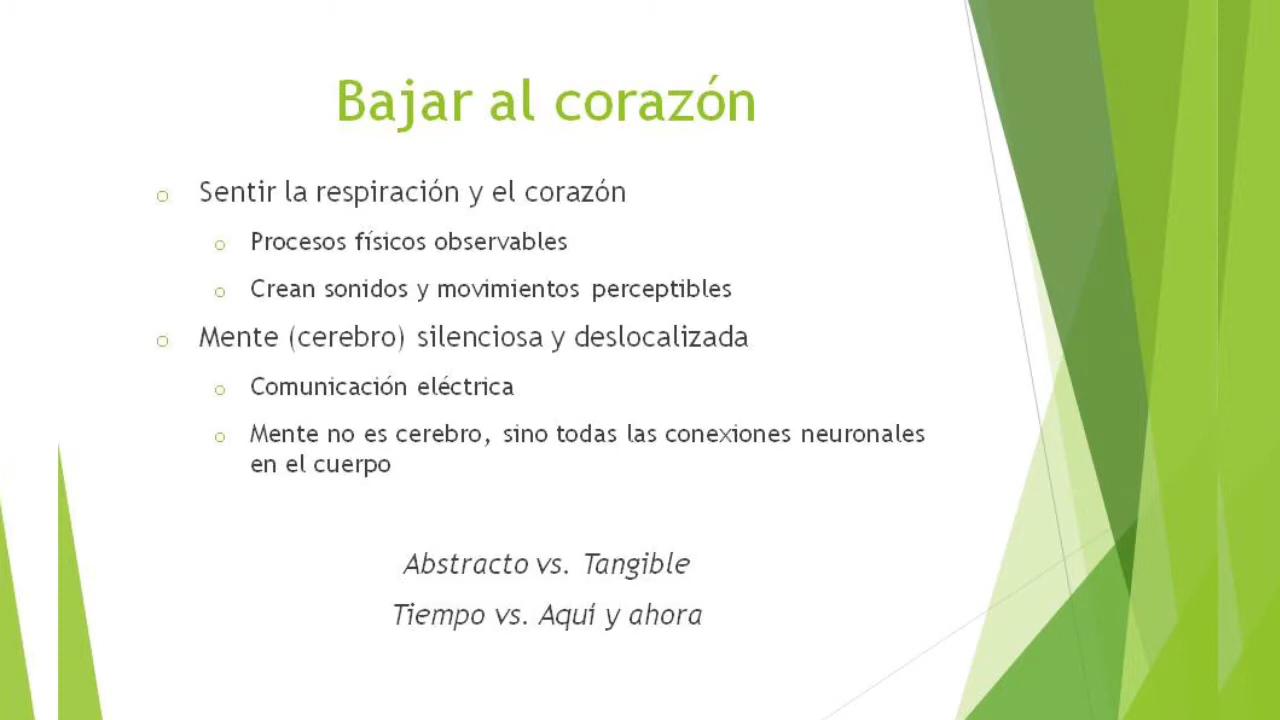 Bajar al corazón
Sentir la respiración y el corazón
Procesos físicos observables
Crean sonidos y movimientos perceptibles
Mente (cerebro) silenciosa y deslocalizada
Comunicación eléctrica
Mente no es cerebro, sino todas las conexiones neuronales
en el cuerpo
Abstracto vs. Tangible
Tiempo vs. Aquí y ahora